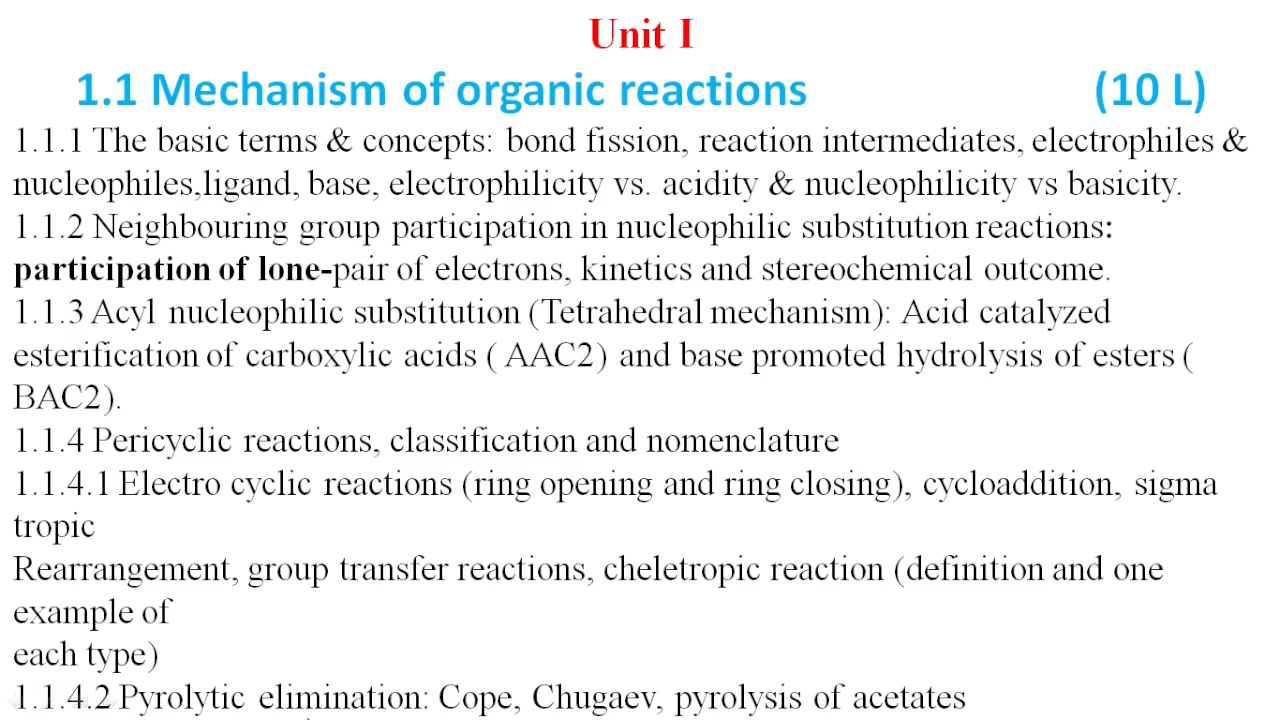 Unit I
1.1 Mechanism of organic reactions (10 L)
1.1.1 The basic terms & concepts: bond fission, reaction intermediates, electrophiles &
nucleophiles,ligand, base, electrophilicity vs. acidity & nucleophilicity vs basicity.
1.1.2 Neighbouring group participation in nucleophilic substitution reactions:
participation of lone-pair of electrons, kinetics and stereochemical outcome.
1.1.3 Acyl nucleophilic substitution (Tetrahedral mechanism): Acid catalyzed
esterification of carboxylic acids ( AAC2) and base promoted hydrolysis of esters (
BAC2).
1.1.4 Pericyclic reactions, classification and nomenclature
1.1.4.1 Electro cyclic reactions (ring opening and ring closing), cycloaddition, sigma
tropic
Rearrangement, group transfer reactions, cheletropic reaction (definition and one
example of
each type)
1.1.4.2 Pyrolytic elimination: Cope, Chugaev, pyrolysis of acetates